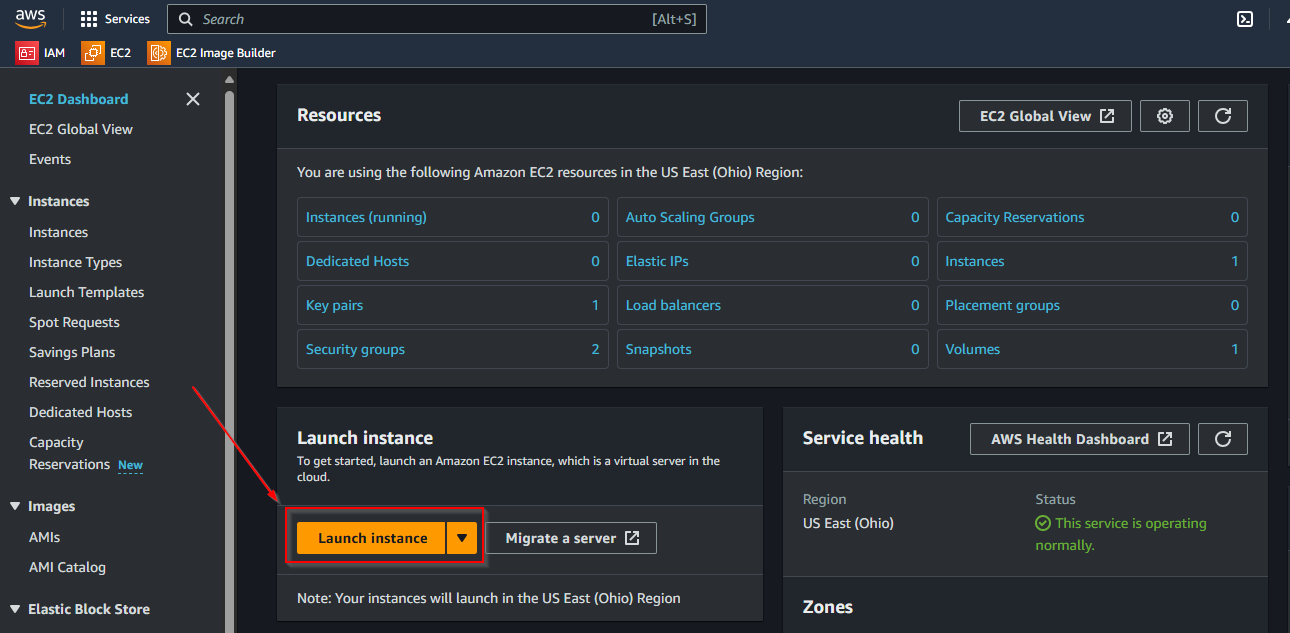 aws
Services
Search
[Alt+S]
IAM
EC2
EC2 Image Builder
EC2 Dashboard
EC2 Global View
Events
Instances
Instances
Instance Types
Launch Templates
Spot Requests
Savings Plans
Reserved Instances
Dedicated Hosts
Capacity
Reservations New
Images
AMIs
AMI Catalog
Elastic Block Store
Resources
EC2 Global View
You are using the following Amazon EC2 resources in the US East (Ohio) Region:
Instances (running) 0
Auto Scaling Groups 0
Capacity Reservations 0
Dedicated Hosts 0
Elastic IPs 0
Instances 1
Key pairs 1
Load balancers 0
Placement groups 0
Security groups 2
Snapshots 0
Volumes 1
Launch instance
To get started, launch an Amazon EC2 instance, which is a virtual server in the
cloud.
Launch instance
Migrate a server
Note: Your instances will launch in the US East (Ohio) Region
Service health
AWS Health Dashboard
Region
US East (Ohio)
Status
This service is operating
normally.
Zones